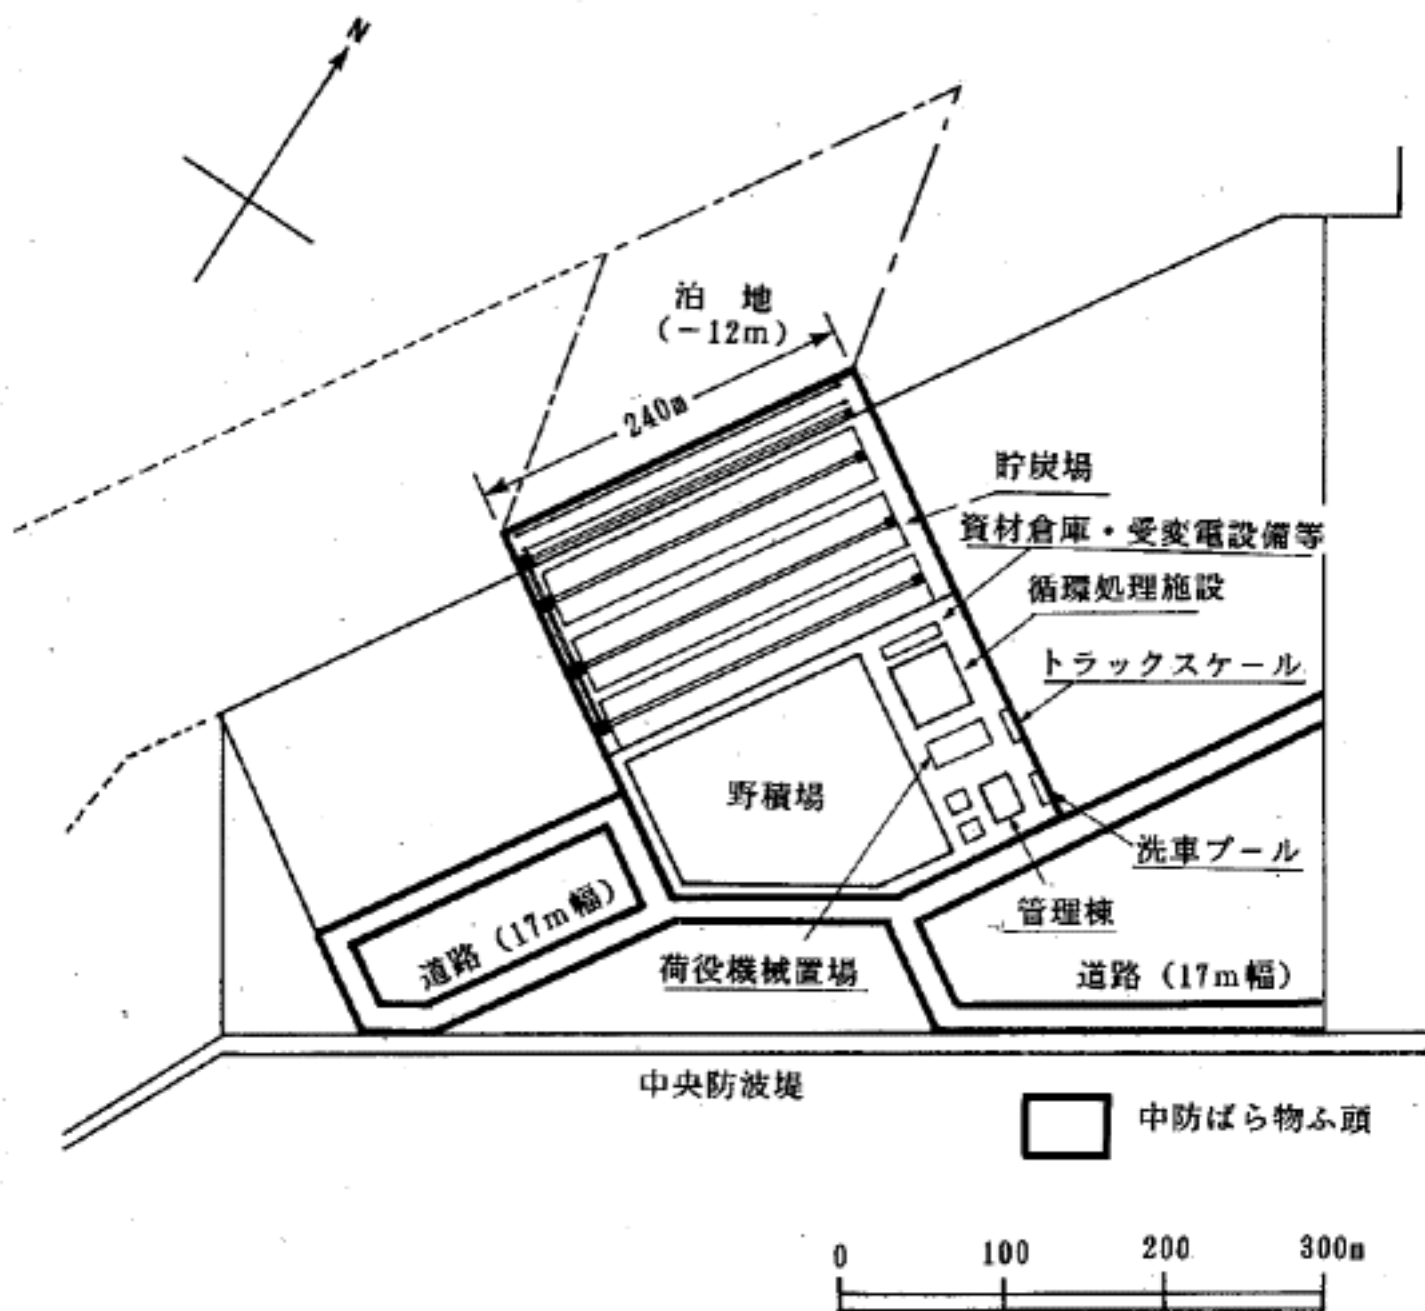 N
泊 地
(-12m)
240m
貯炭場
資材倉庫・受変電設備等
循環処理施設
トラックスケール
野積場
洗車プール
管理棟
道路(17m幅)
荷役機械置場
道路(17m幅)
中央防波堤
中防ばら物ふ頭
0 100 200 300m